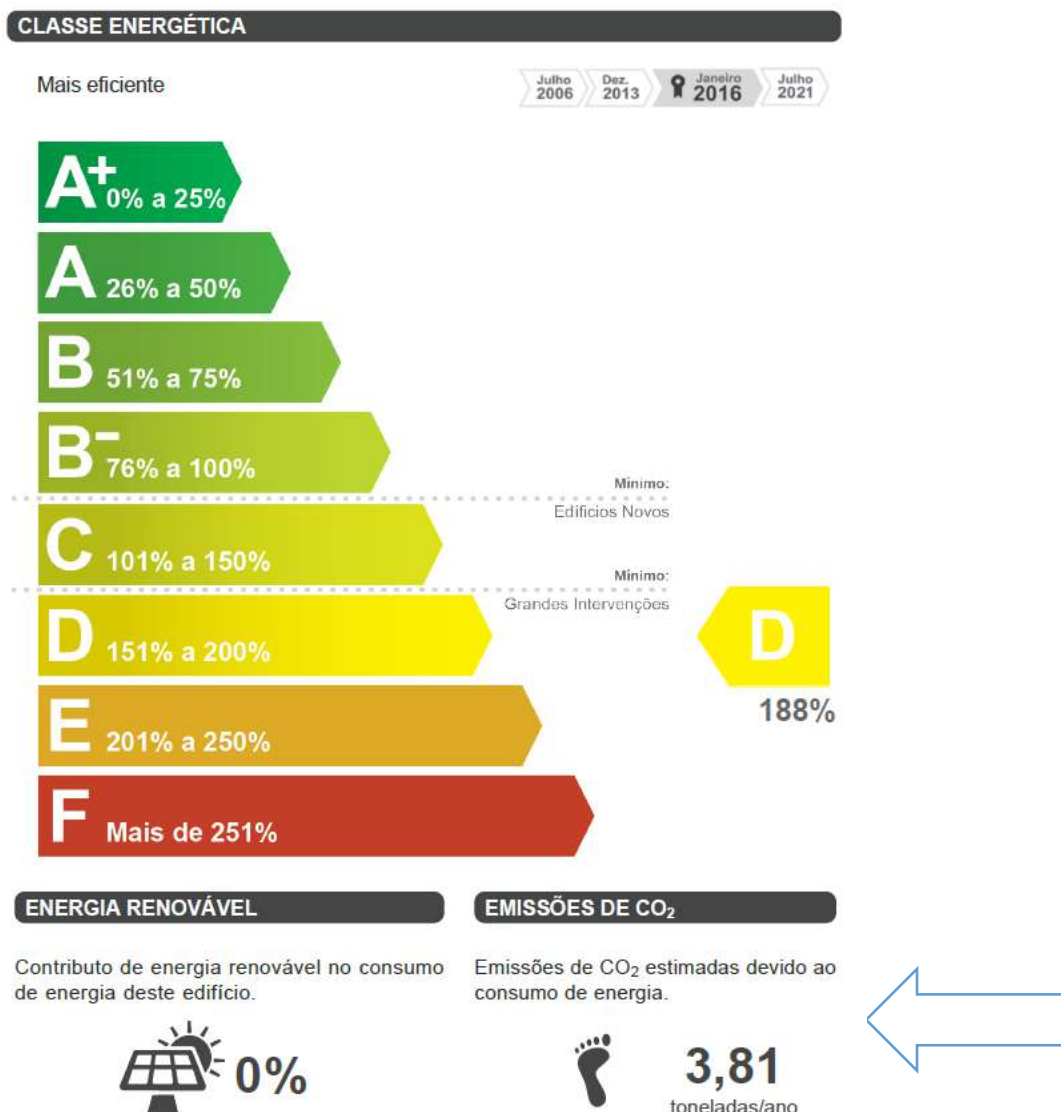 CLASSE ENERGÉTICA
Mais eficiente
Julho 2006
Dez. 2013
Janeiro 2016
Julho 2021
A+ 0% a 25%
A 26% a 50%
B 51% a 75%
B- 76% a 100%
Mínimo:
Edifícios Novos
C 101% a 150%
Mínimo:
Grandes Intervenções
D 151% a 200%
D
188%
E 201% a 250%
F Mais de 251%
ENERGIA RENOVÁVEL
Contributo de energia renovável no consumo
de energia deste edifício.
0%
EMISSÕES DE CO₂
Emissões de CO₂ estimadas devido ao
consumo de energia.
3,81
toneladas/ano